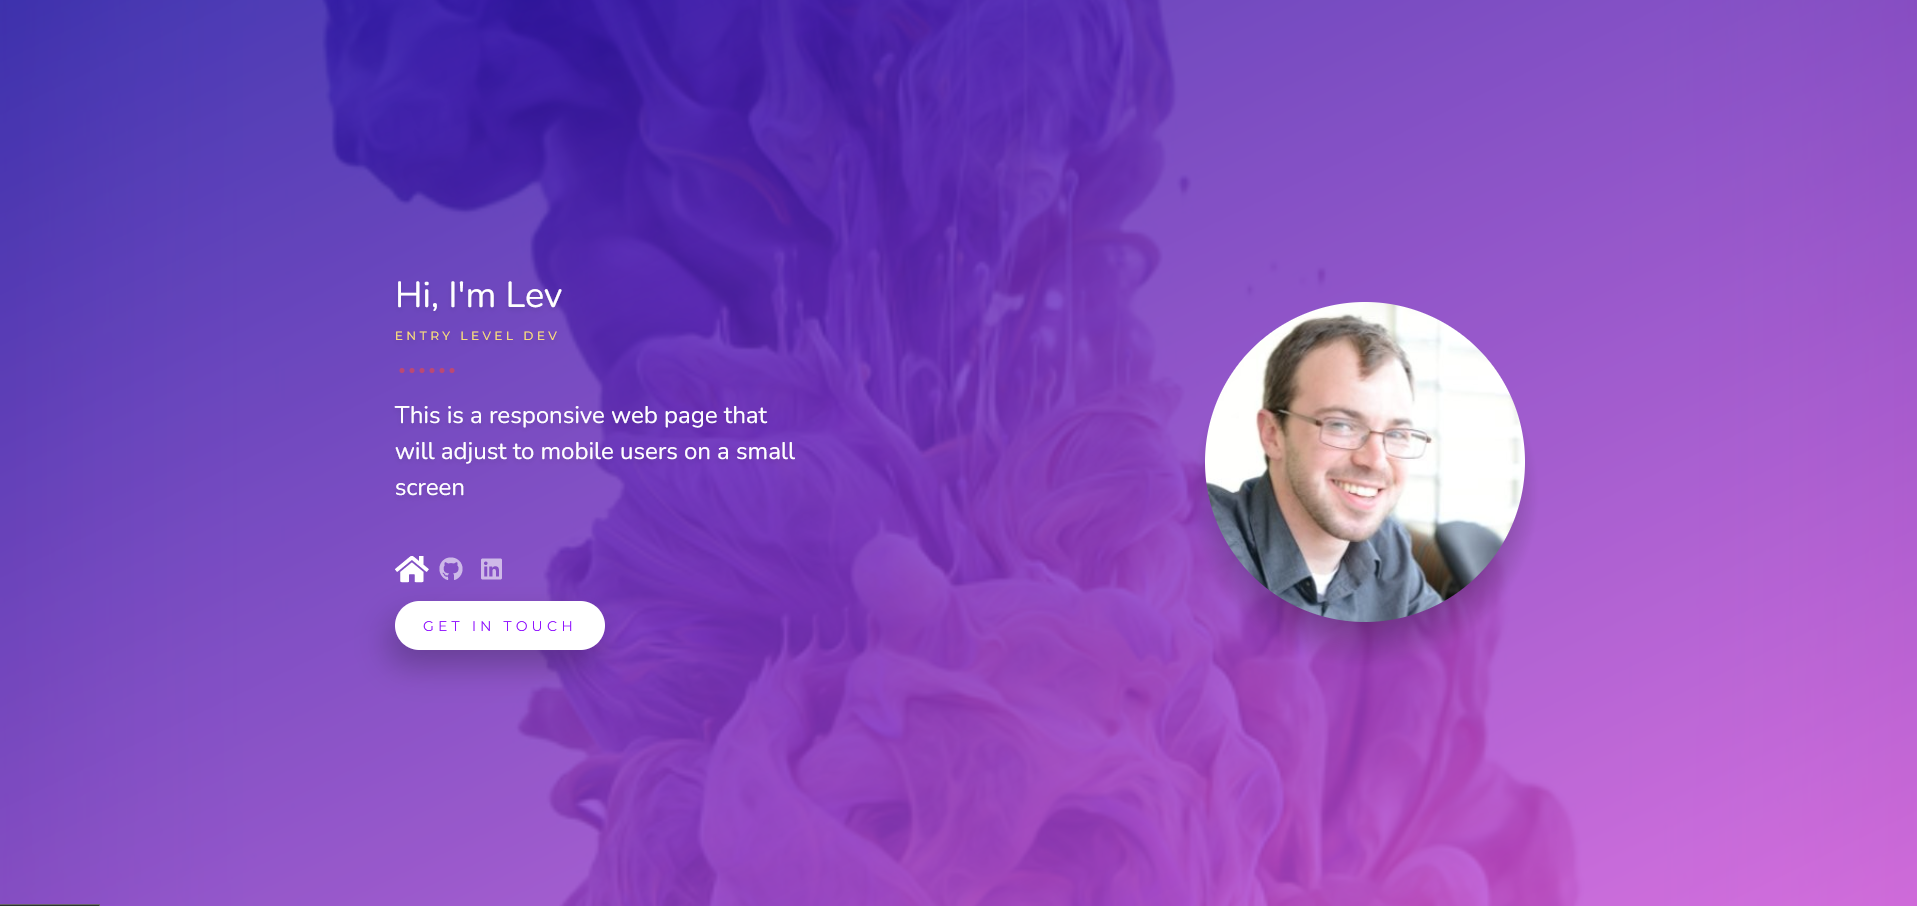 Hi, I'm Lev
ENTRY LEVEL DEV
This is a responsive web page that
will adjust to mobile users on a small
screen
in
GET IN TOUCH